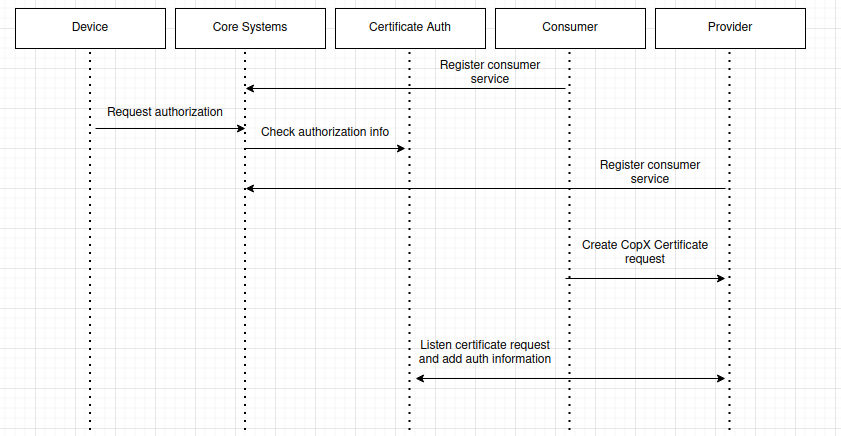 Device
Core Systems
Certificate Auth
Consumer
Provider
Register consumer
service
Request authorization
Check authorization info
Register consumer
service
Create CopX Certificate
request
Listen certificate request
and add auth information